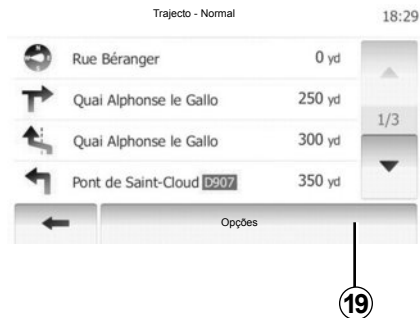 Trajecto - Normal 18:29
Rue Béranger 0 yd
Quai Alphonse le Gallo 250 yd
1/3
Quai Alphonse le Gallo 300 yd
Pont de Saint-Cloud D907 350 yd
Opções
19